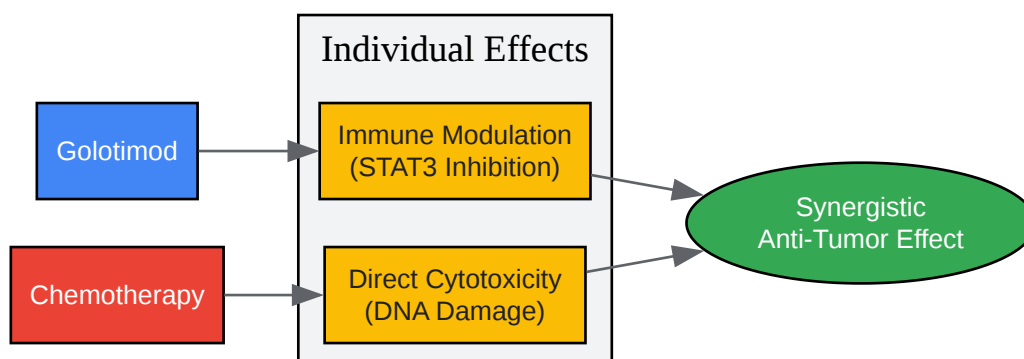 Individual Effects
Golotimod
Immune Modulation
(STAT3 Inhibition)
Synergistic
Anti-Tumor Effect
Chemotherapy
Direct Cytotoxicity
(DNA Damage)